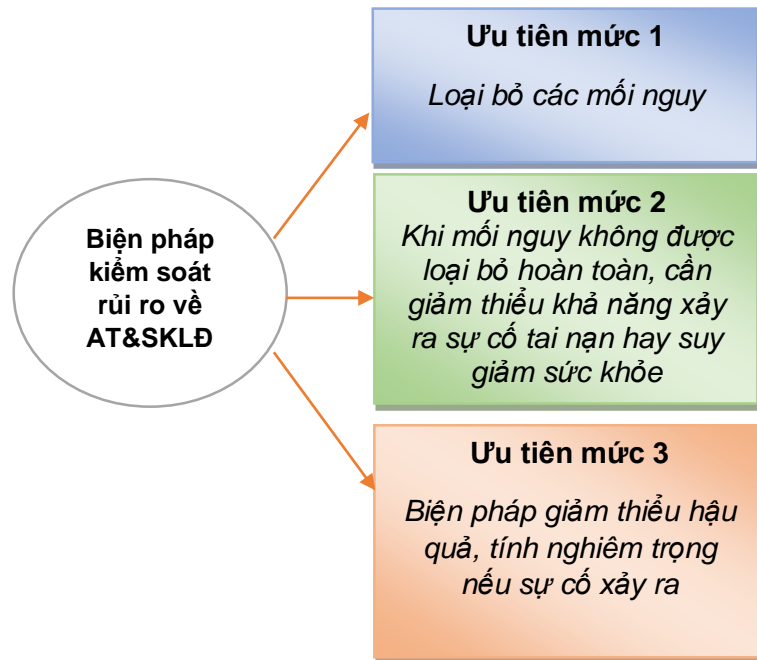 Ưu tiên mức 1
Loại bỏ các mối nguy
Biện pháp
kiểm soát
rủi ro về
AT&SKLĐ
Ưu tiên mức 2
Khi mối nguy không được
loại bỏ hoàn toàn, cần
giảm thiểu khả năng xảy
ra sự cố tai nạn hay suy
giảm sức khỏe
Ưu tiên mức 3
Biện pháp giảm thiểu hậu
quả, tính nghiêm trọng
nếu sự cố xảy ra